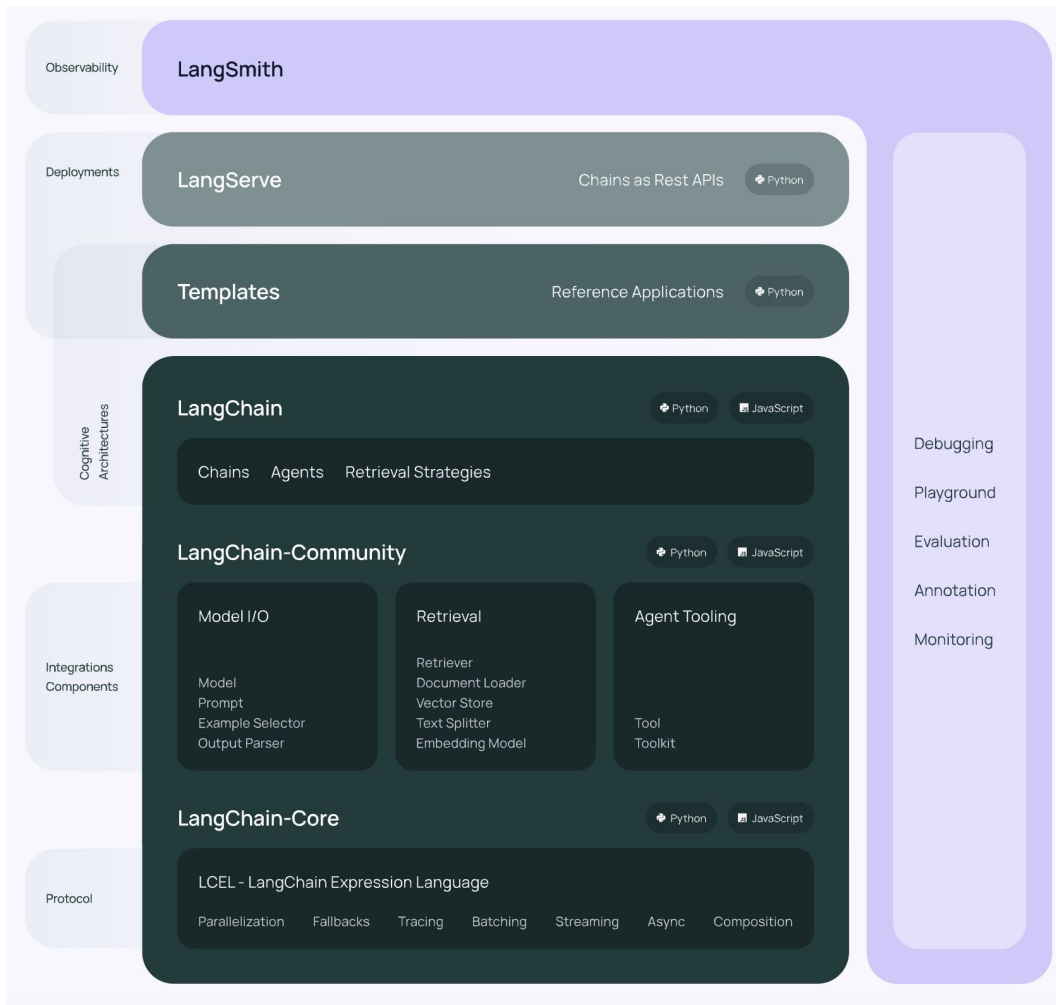 Observability
LangSmith
Deployments
LangServe
Chains as Rest APIs
Python
Templates
Reference Applications
Python
Cognitive
Architectures
LangChain
Python
JavaScript
Chains Agents Retrieval Strategies
LangChain-Community
Python
JavaScript
Integrations
Components
Model I/O
Model
Prompt
Example Selector
Output Parser
Retrieval
Retriever
Document Loader
Vector Store
Text Splitter
Embedding Model
Agent Tooling
Tool
Toolkit
LangChain-Core
Python
JavaScript
Protocol
LCEL - LangChain Expression Language
Parallelization Fallbacks Tracing Batching Streaming Async Composition
Debugging
Playground
Evaluation
Annotation
Monitoring